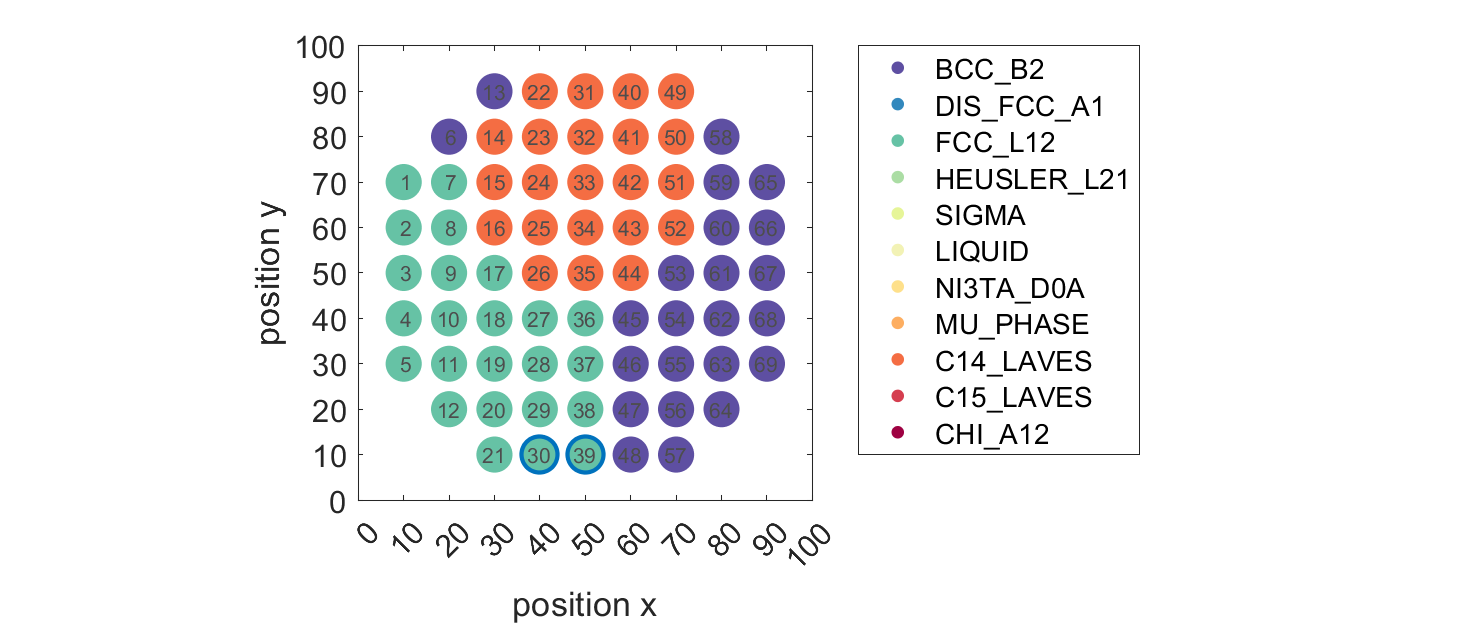 100
90 13 22 31 40 49
80 6 14 23 32 41 50 58
70 1 7 15 24 33 42 51 59 65
60 2 8 16 25 34 43 52 60 66
50 3 9 17 26 35 44 53 61 67
40 4 10 18 27 36 45 54 62 68
30 5 11 19 28 37 46 55 63 69
20 12 20 29 38 47 56 64
10 21 30 39 48 57
0
position y
0 10 20 30 40 50 60 70 80 90 100
position x
BCC_B2
DIS_FCC_A1
FCC_L12
HEUSLER_L21
SIGMA
LIQUID
NI3TA_D0A
MU_PHASE
C14_LAVES
C15_LAVES
CHI_A12